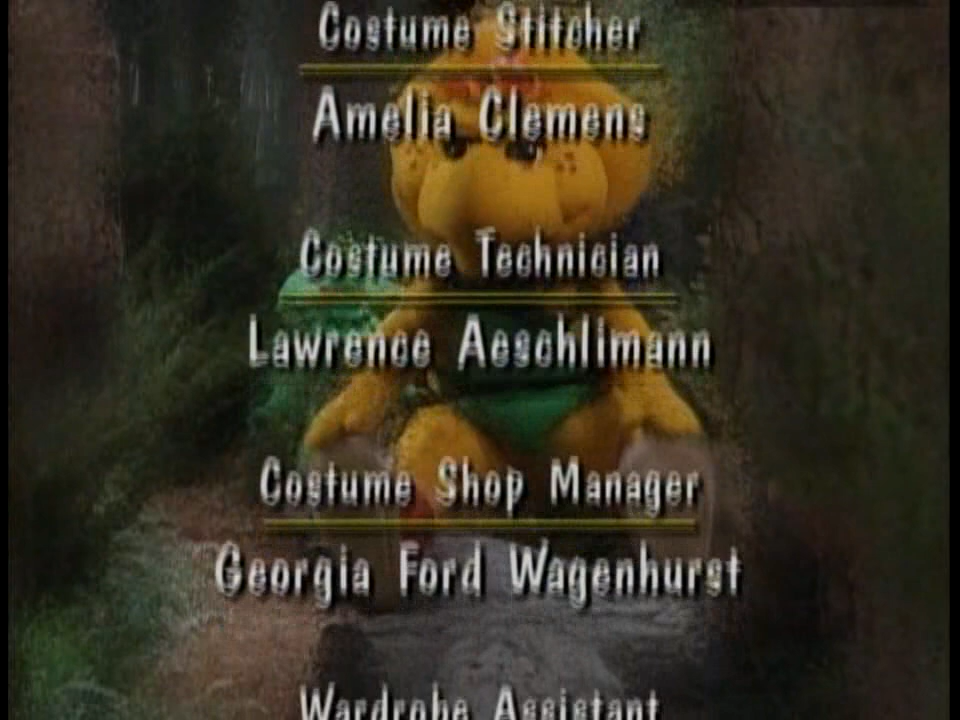 Costume Stitcher
Amelia Clemens
Costume Technician
Lawrence Aeschlimann
Costume Shop Manager
Georgia Ford Wagenhurst
Wardrobe Assistant